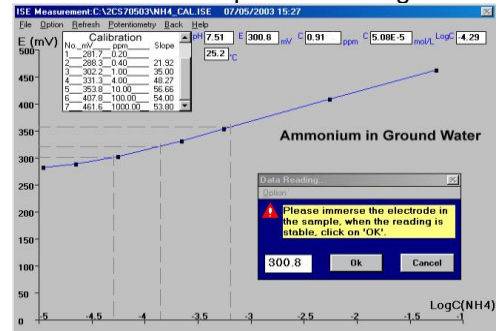 ISE Measurement:C:\2CS70503\NH4_CAL.ISE 07/05/2003 15:27
File Option Refresh Potentiometry Back Help
E (mV)
Calibration
No. mV ppm Slope
1 281.7 0.20
2 288.3 0.40 21.92
3 302.2 1.00 35.00
4 331.3 4.00 48.27
5 353.8 10.00 56.66
6 407.8 100.00 54.00
7 461.6 1000.00 53.80
pH 7.51 E 300.8 mV C 0.91 ppm C 5.08E-5 mol/L LogC -4.29
25.2 °C
500
450
400
350
300
250
200
150
100
50
0
Ammonium in Ground Water
Data Reading...
Option
Please immerse the electrode in
the sample, when the reading is
stable, click on 'OK'.
300.8 Ok Cancel
LogC(NH4)
-5 -4.5 -4 -3.5 -3 -2.5 -2 -1.5 -1